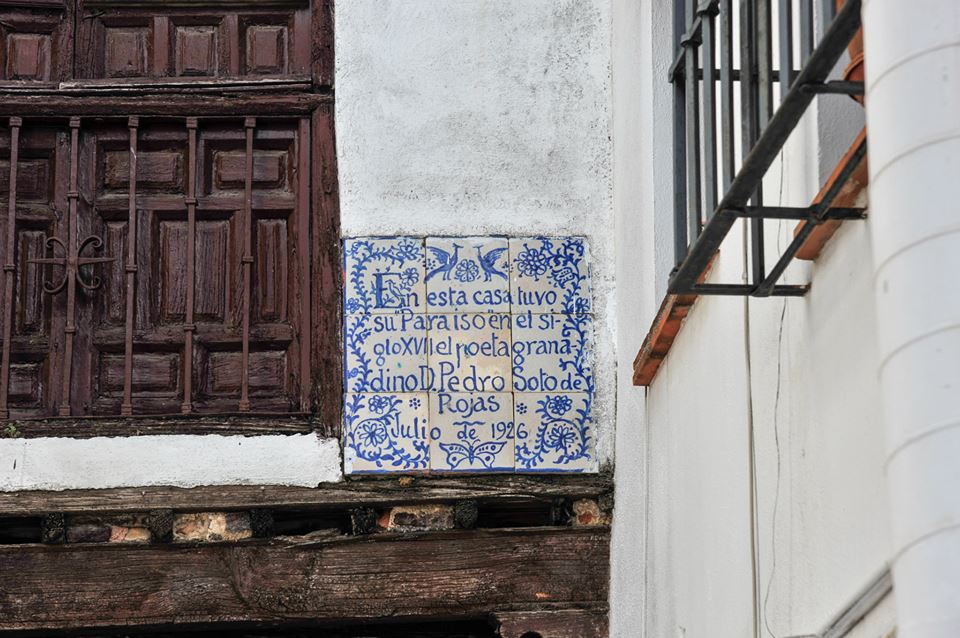 En esta casa tuvo
su "Paraiso" en el si-
glo XVII el poeta grana-
dino D. Pedro Soto de
Rojas
Julio de 1926